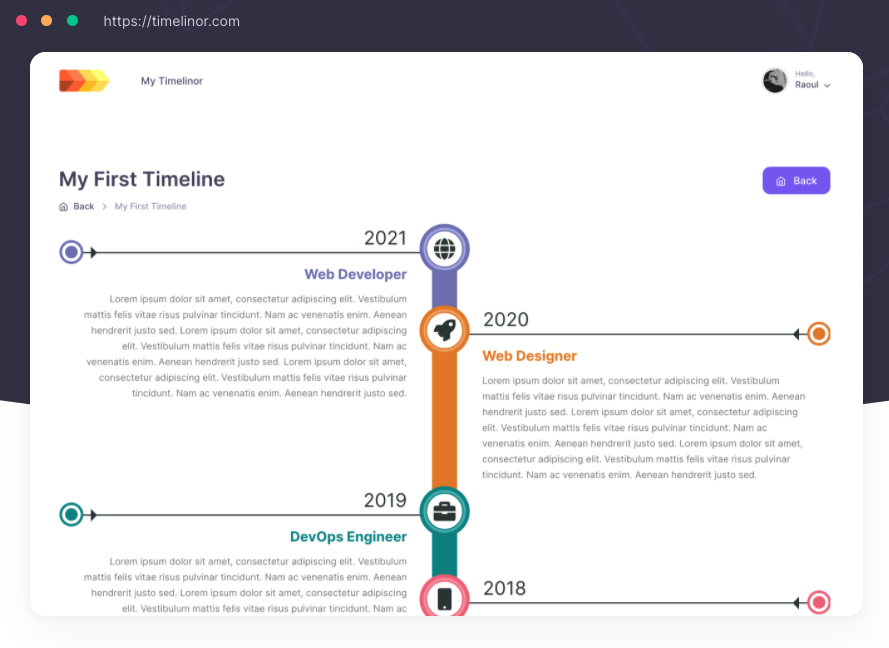 https://timelinor.com
My Timelinor
Hello,
Raoul
My First Timeline
Back
Back
My First Timeline
2021
Web Developer
Lorem ipsum dolor sit amet, consectetur adipiscing elit. Vestibulum
mattis felis vitae risus pulvinar tincidunt. Nam ac venenatis enim. Aenean
hendrerit justo sed. Lorem ipsum dolor sit amet, consectetur adipiscing
elit. Vestibulum mattis felis vitae risus pulvinar tincidunt. Nam ac
venenatis enim. Aenean hendrerit justo sed. Lorem ipsum dolor sit amet,
consectetur adipiscing elit. Vestibulum mattis felis vitae risus pulvinar
tincidunt. Nam ac venenatis enim. Aenean hendrerit justo sed.
2020
Web Designer
Lorem ipsum dolor sit amet, consectetur adipiscing elit. Vestibulum
mattis felis vitae risus pulvinar tincidunt. Nam ac venenatis enim. Aenean
hendrerit justo sed. Lorem ipsum dolor sit amet, consectetur adipiscing
elit. Vestibulum mattis felis vitae risus pulvinar tincidunt. Nam ac
venenatis enim. Aenean hendrerit justo sed. Lorem ipsum dolor sit amet,
consectetur adipiscing elit. Vestibulum mattis felis vitae risus pulvinar
tincidunt. Nam ac venenatis enim. Aenean hendrerit justo sed.
2019
DevOps Engineer
Lorem ipsum dolor sit amet, consectetur adipiscing elit. Vestibulum
mattis felis vitae risus pulvinar tincidunt. Nam ac venenatis enim. Aenean
hendrerit justo sed. Lorem ipsum dolor sit amet, consectetur adipiscing
elit. Vestibulum mattis felis vitae risus pulvinar tincidunt. Nam ac
2018